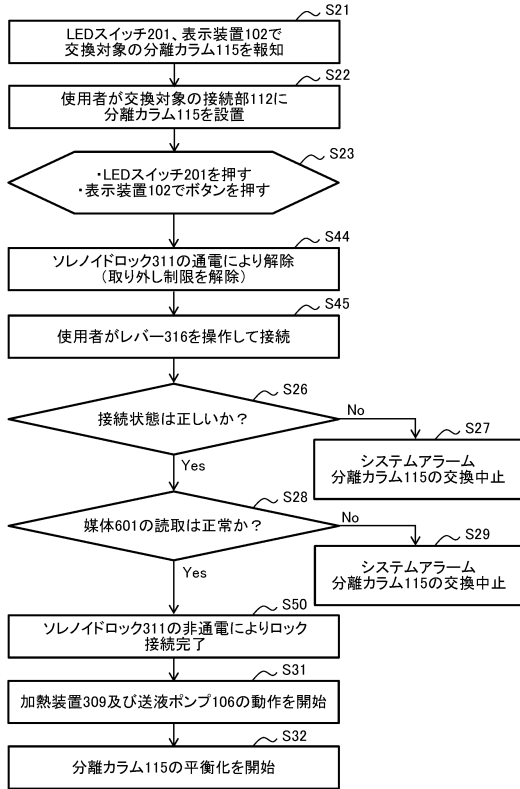 S21
LEDスイッチ201、表示装置102で
交換対象の分離カラム115を報知
S22
使用者が交換対象の接続部112に
分離カラム115を設置
S23
・LEDスイッチ201を押す
・表示装置102でボタンを押す
S44
ソレノイドロック311の通電により解除
(取り外し制限を解除)
S45
使用者がレバー316を操作して接続
S26
接続状態は正しいか?
No
S27
システムアラーム
分離カラム115の交換中止
Yes
S28
媒体601の読取は正常か?
No
S29
システムアラーム
分離カラム115の交換中止
Yes
S50
ソレノイドロック311の非通電によりロック
接続完了
S31
加熱装置309及び送液ポンプ106の動作を開始
S32
分離カラム115の平衡化を開始